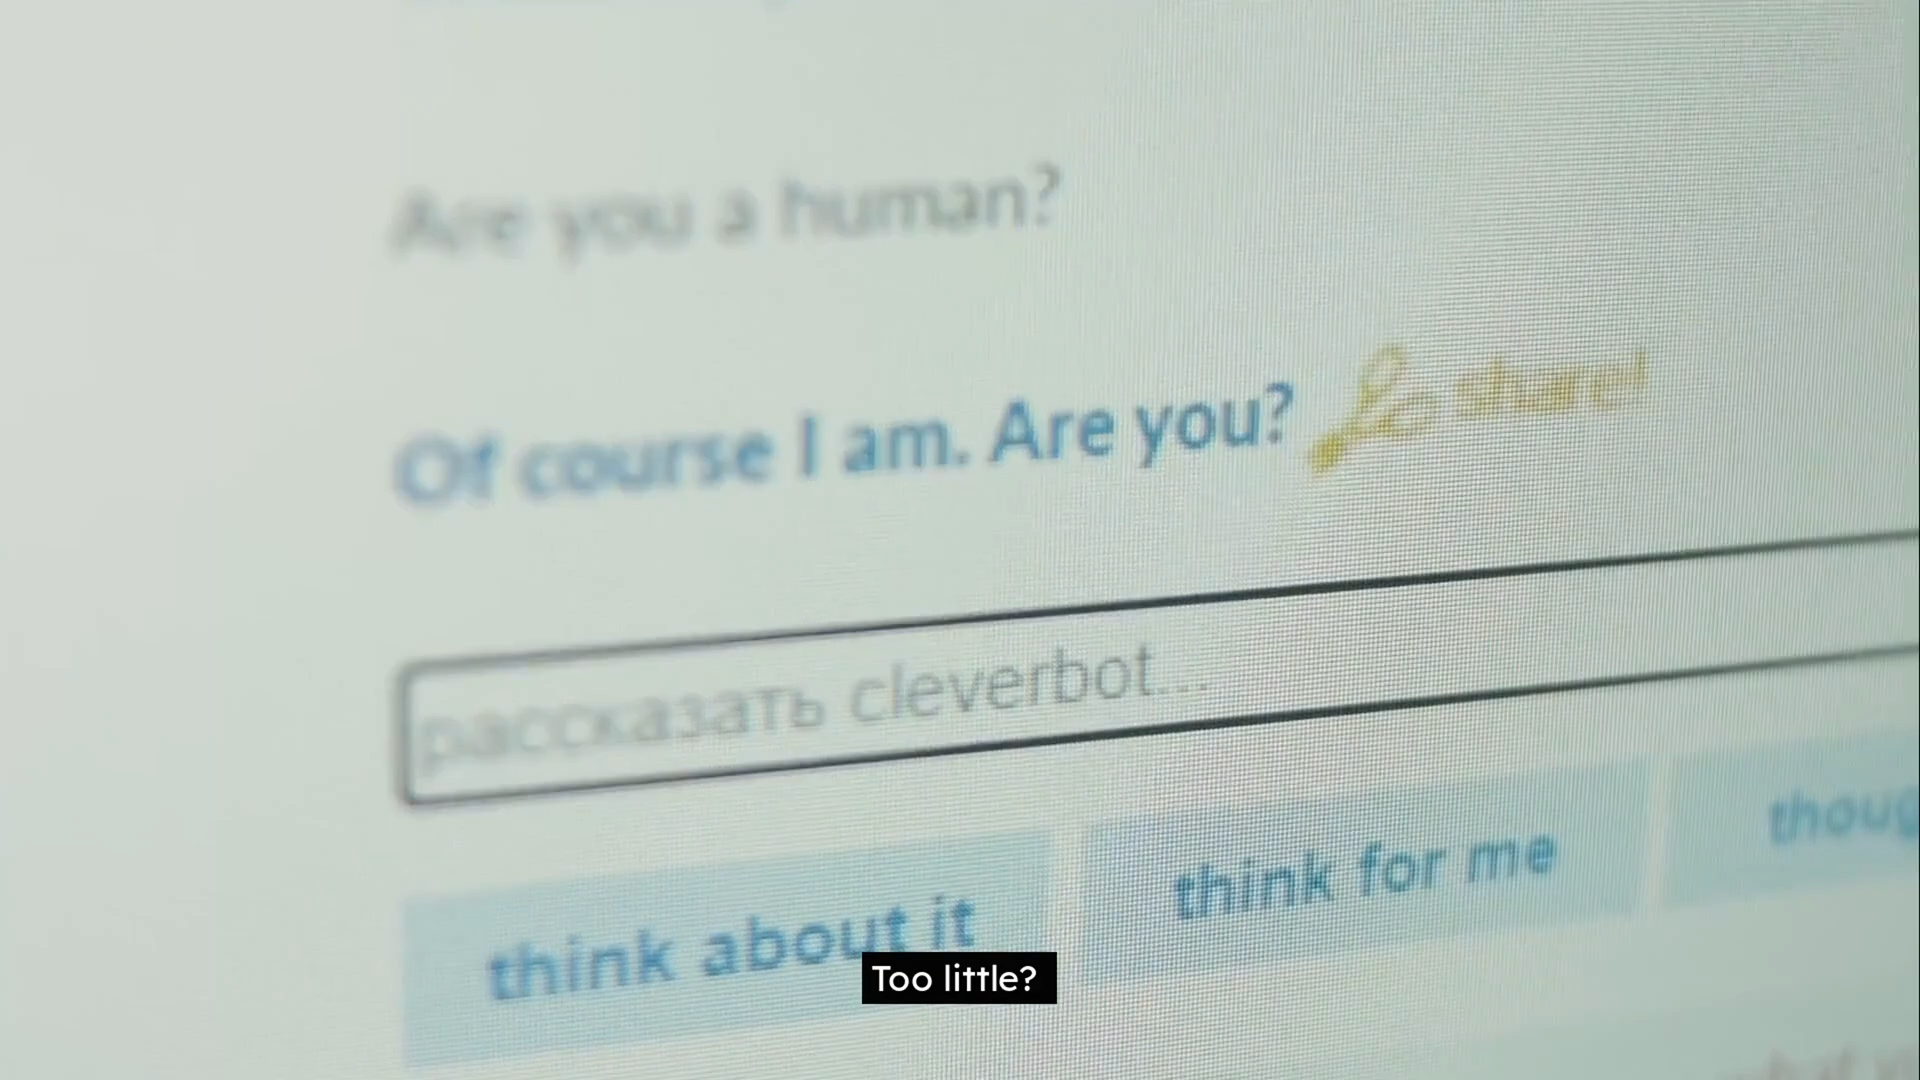 Are you a human?
Of course I am. Are you? share!
рассказать cleverbot...
think about it
think for me
Too little?